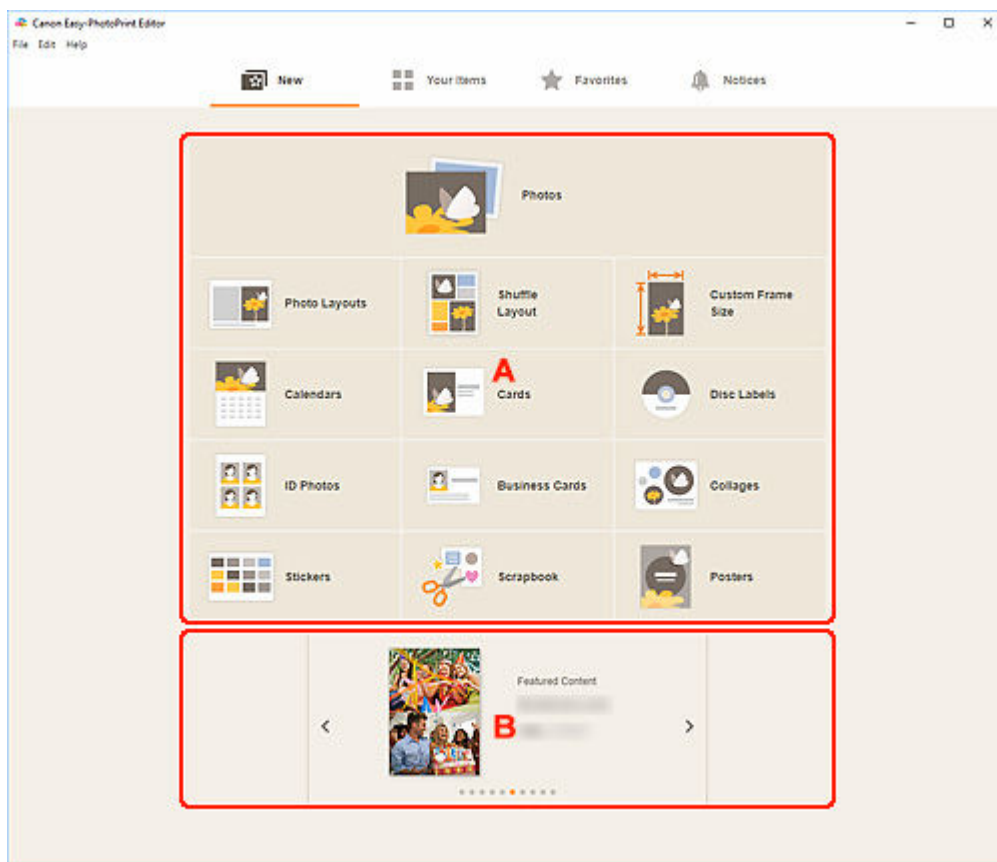 Canon Easy-PhotoPrint Editor
File Edit Help
New Your Items Favorites Notices
Photos
Photo Layouts
Shuffle
Layout
Custom Frame
Size
A
Calendars
Cards
Disc Labels
ID Photos
Business Cards
Collages
Stickers
Scrapbook
Posters
Featured Content
B